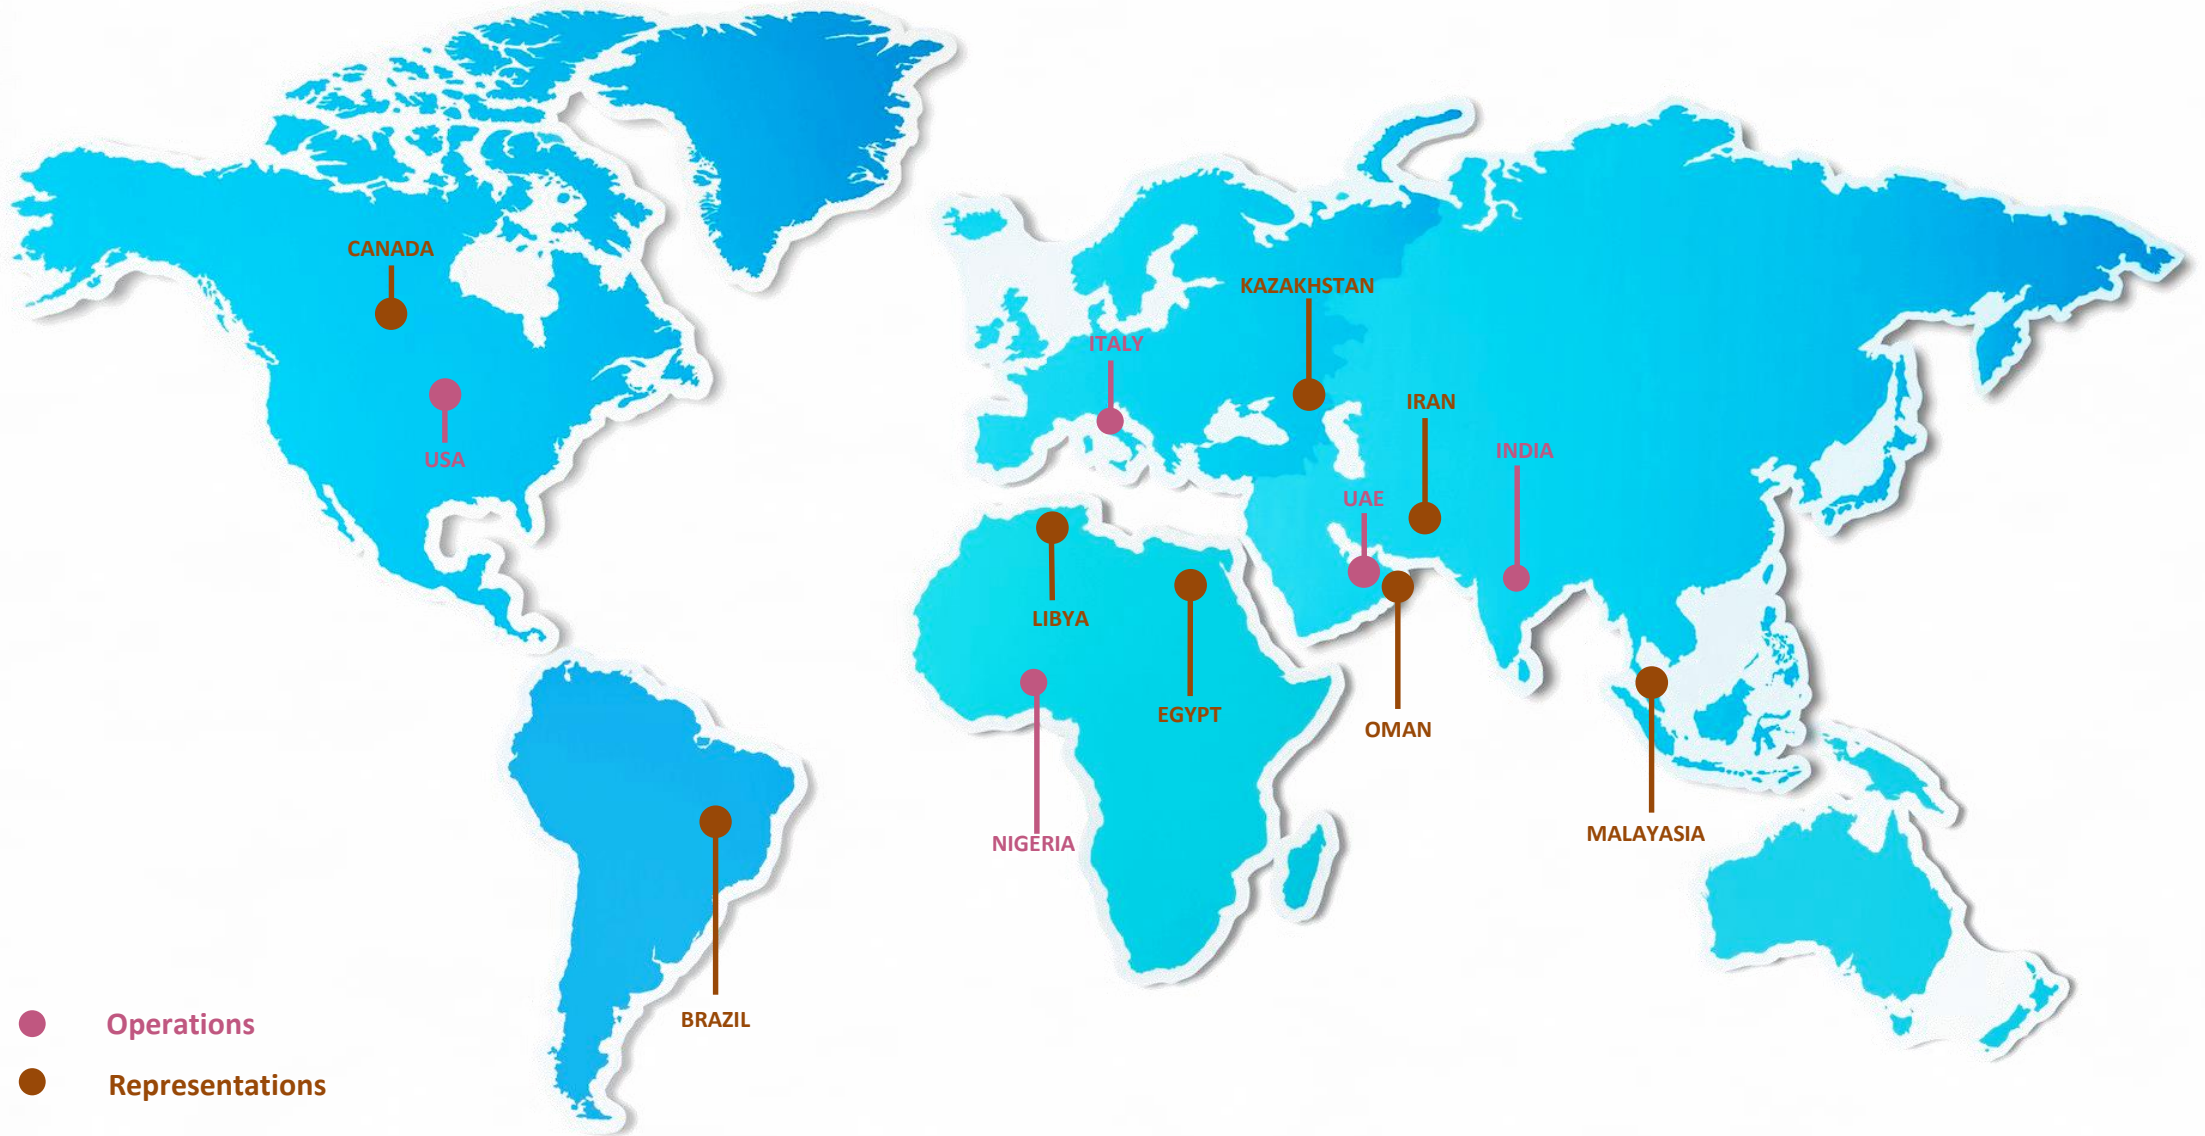 CANADA
KAZAKHSTAN
ITALY
IRAN
INDIA
USA
UAE
LIBYA
EGYPT
OMAN
MALAYASIA
NIGERIA
BRAZIL
Operations
Representations